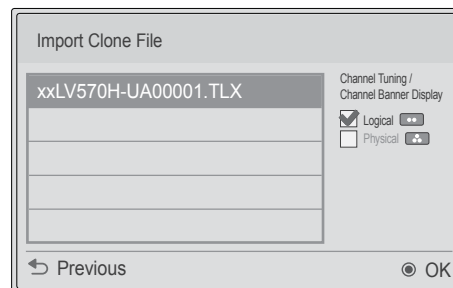 Import Clone File
xxLV570H-UA00001.TLX
Channel Tuning /
Channel Banner Display
Logical
Physical
Previous
OK